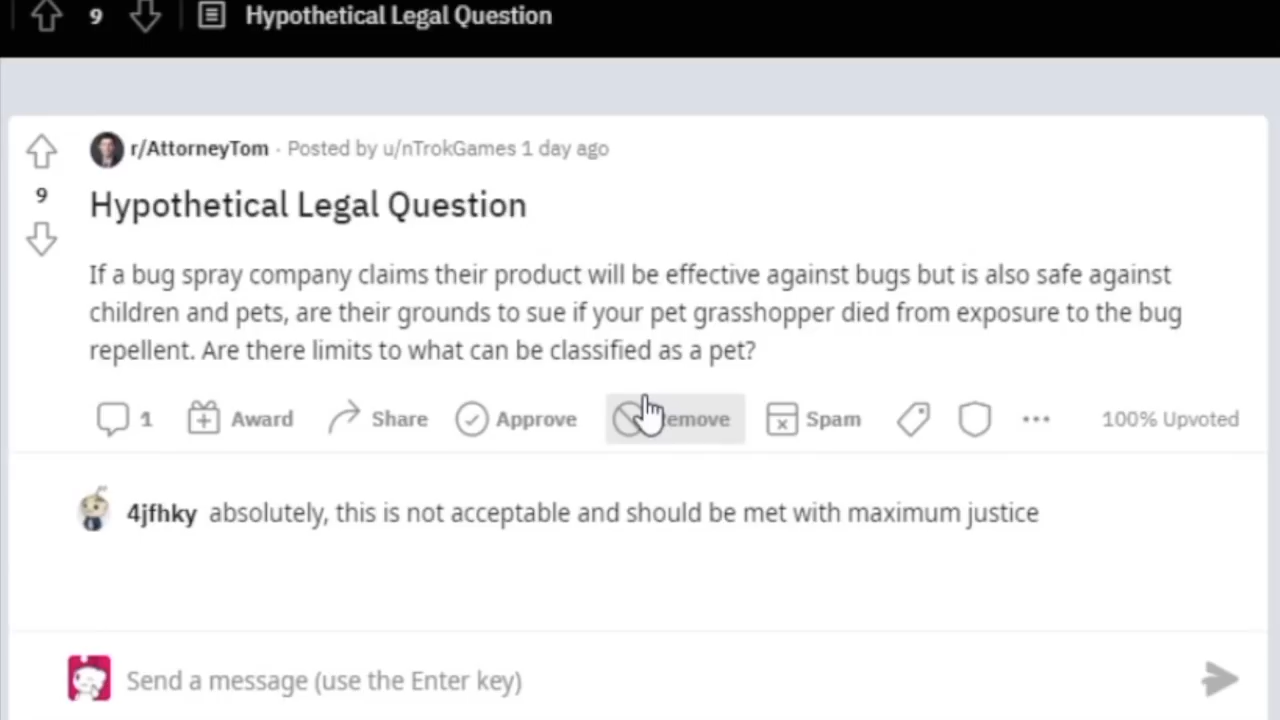 9 Hypothetical Legal Question
r/AttorneyTom · Posted by u/nTrokGames 1 day ago
9
Hypothetical Legal Question
If a bug spray company claims their product will be effective against bugs but is also safe against
children and pets, are their grounds to sue if your pet grasshopper died from exposure to the bug
repellent. Are there limits to what can be classified as a pet?
1 Award Share Approve emove Spam ... 100% Upvoted
4jfhky absolutely, this is not acceptable and should be met with maximum justice
Send a message (use the Enter key)